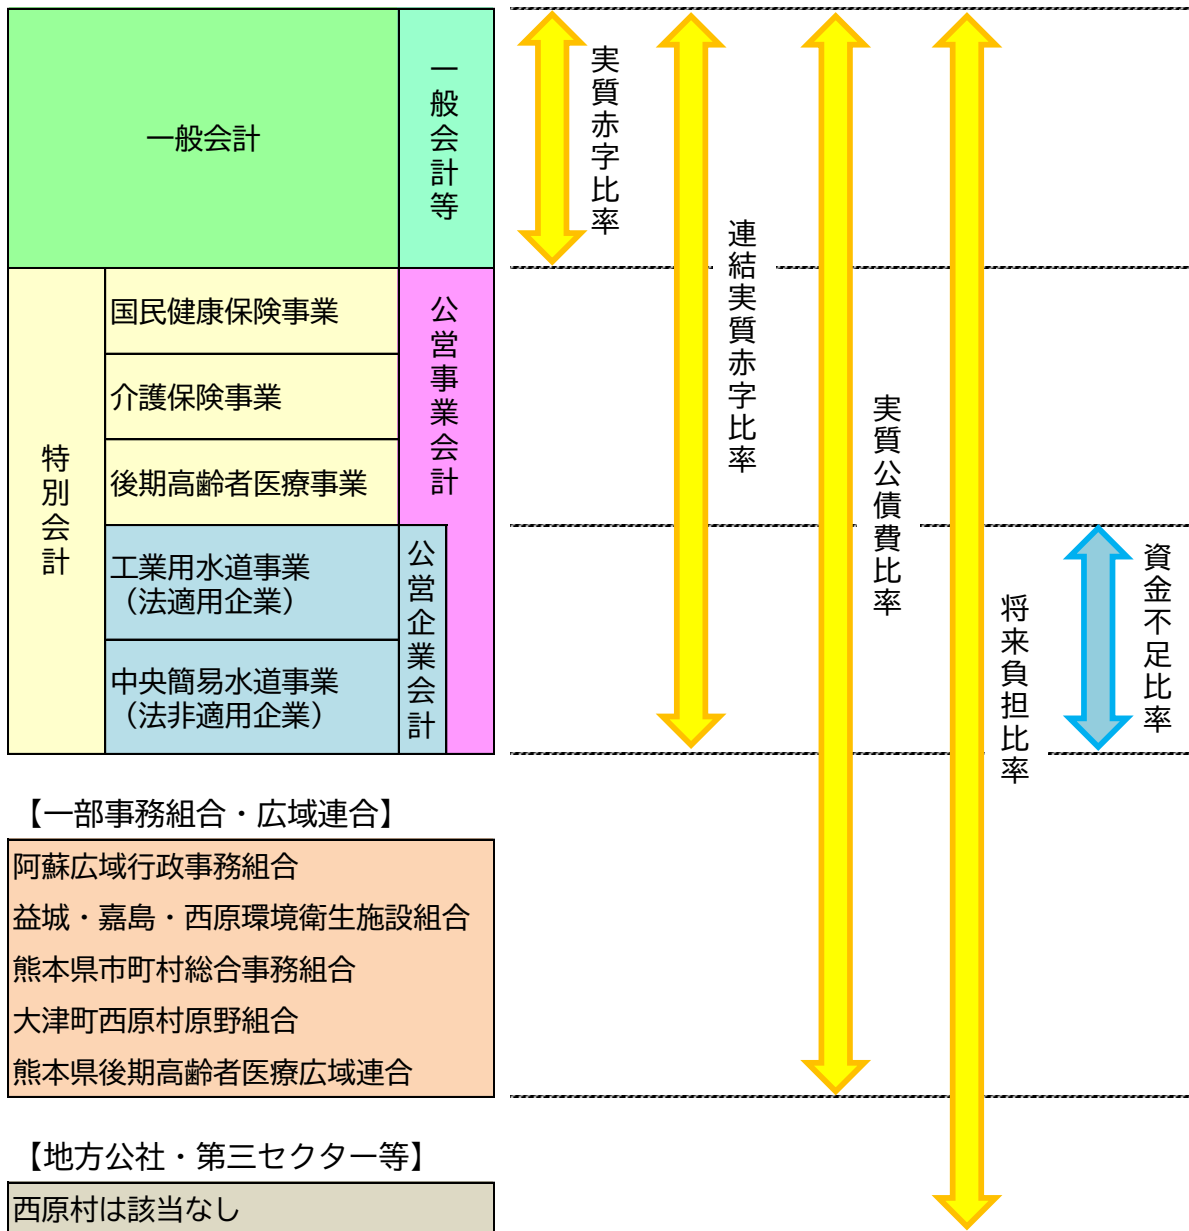 一般会計
一般会計等
実質赤字比率
連結実質赤字比率
実質公債費比率
将来負担比率
資金不足比率
特別会計
国民健康保険事業
介護保険事業
後期高齢者医療事業
公営事業会計
工業用水道事業
（法適用企業）
中央簡易水道事業
（法非適用企業）
公営企業会計
【一部事務組合・広域連合】
阿蘇広域行政事務組合
益城・嘉島・西原環境衛生施設組合
熊本県市町村総合事務組合
大津町西原村原野組合
熊本県後期高齢者医療広域連合
【地方公社・第三セクター等】
西原村は該当なし